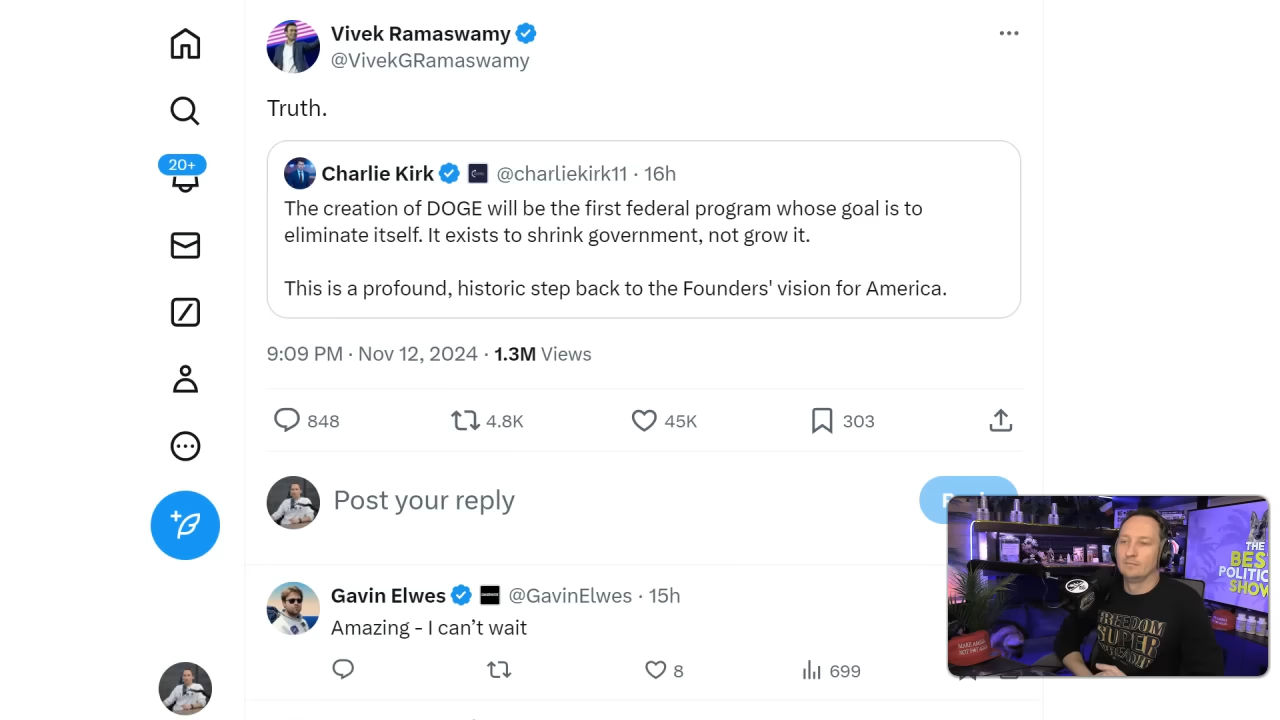 Vivek Ramaswamy
@VivekGRamaswamy
Truth.
20+
Charlie Kirk @charliekirk11 · 16h
The creation of DOGE will be the first federal program whose goal is to
eliminate itself. It exists to shrink government, not grow it.
This is a profound, historic step back to the Founders' vision for America.
9:09 PM · Nov 12, 2024 · 1.3M Views
848 4.8K 45K 303
Post your reply
Gavin Elwes @GavinElwes · 15h
Amazing - I can’t wait
8 699
THE
BES
POLITIC
SHOW
FREEDOM
SUPER